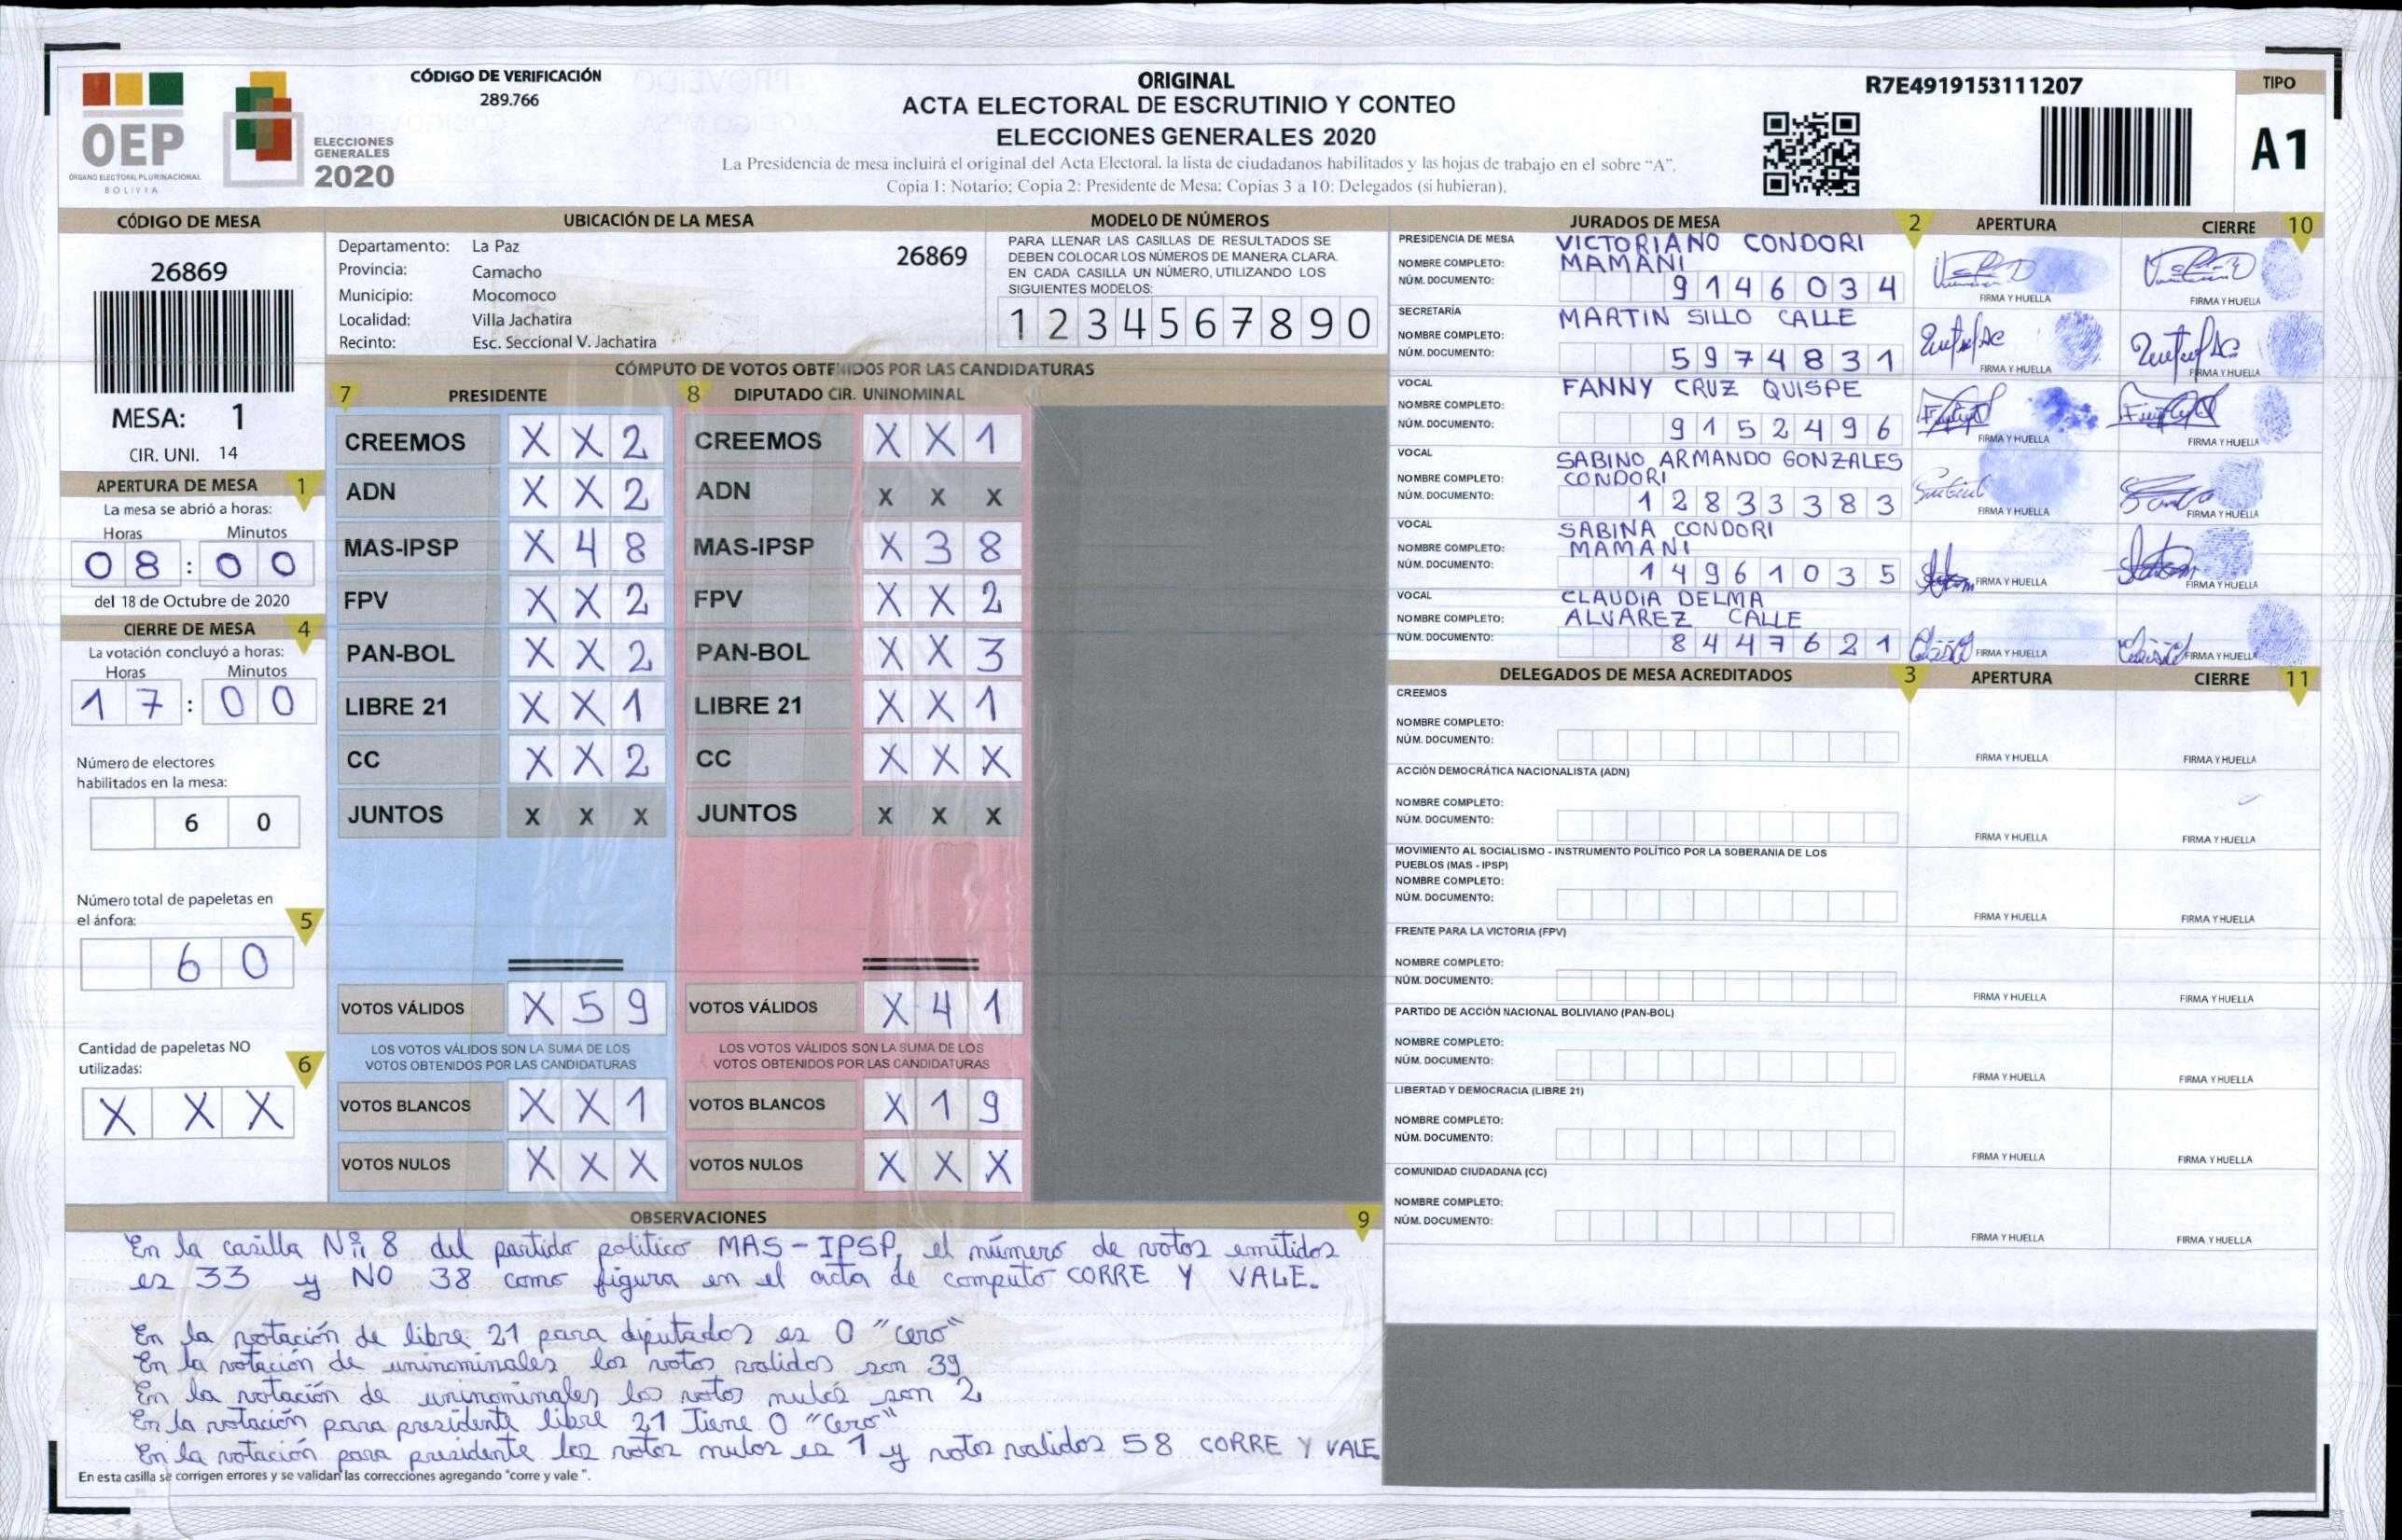 OEP
ÓRGANO ELECTORAL PLURINACIONAL
BOLIVIA
ELECCIONES
GENERALES
2020
CÓDIGO DE VERIFICACIÓN
289.766
ORIGINAL
ACTA ELECTORAL DE ESCRUTINIO Y CONTEO
ELECCIONES GENERALES 2020
La Presidencia de mesa incluirá el original del Acta Electoral, la lista de ciudadanos habilitados y las hojas de trabajo en el sobre "A".
Copia 1: Notario; Copia 2: Presidente de Mesa; Copias 3 a 10: Delegados (si hubieran).
R7E4919153111207
TIPO
A1
CÓDIGO DE MESA
26869
MESA: 1
CIR. UNI. 14
APERTURA DE MESA 1
La mesa se abrió a horas:
Horas Minutos
08:00
del 18 de Octubre de 2020
CIERRE DE MESA 4
La votación concluyó a horas:
Horas Minutos
17:00
Número de electores
habilitados en la mesa:
6 0
Número total de papeletas en
el ánfora: 5
6 0
Cantidad de papeletas NO
utilizadas: 6
X X X
UBICACIÓN DE LA MESA
Departamento: La Paz 26869
Provincia: Camacho
Municipio: Mocomoco
Localidad: Villa Jachatira
Recinto: Esc. Seccional V. Jachatira
MODELO DE NÚMEROS
PARA LLENAR LAS CASILLAS DE RESULTADOS SE
DEBEN COLOCAR LOS NÚMEROS DE MANERA CLARA.
EN CADA CASILLA UN NÚMERO, UTILIZANDO LOS
SIGUIENTES MODELOS:
1 2 3 4 5 6 7 8 9 0
CÓMPUTO DE VOTOS OBTENIDOS POR LAS CANDIDATURAS
7 PRESIDENTE 8 DIPUTADO CIR. UNINOMINAL
CREEMOS X X 2 CREEMOS X X 1
ADN X X 2 ADN X X X
MAS-IPSP X 4 8 MAS-IPSP X 3 8
FPV X X 2 FPV X X 2
PAN-BOL X X 2 PAN-BOL X X 3
LIBRE 21 X X 1 LIBRE 21 X X 1
CC X X 2 CC X X X
JUNTOS X X X JUNTOS X X X
VOTOS VÁLIDOS X 5 9 VOTOS VÁLIDOS X 4 1
LOS VOTOS VÁLIDOS SON LA SUMA DE LOS LOS VOTOS VÁLIDOS SON LA SUMA DE LOS
VOTOS OBTENIDOS POR LAS CANDIDATURAS VOTOS OBTENIDOS POR LAS CANDIDATURAS
VOTOS BLANCOS X X 1 VOTOS BLANCOS X 1 9
VOTOS NULOS X X X VOTOS NULOS X X X
OBSERVACIONES 9
En la casilla Nº 8 del partido politico MAS-IPSP, el número de votos emitidos
es 33 y NO 38 como figura en el acta de computo CORRE Y VALE.
En la votación de libre 21 para diputados es 0 "cero"
En la votación de uninominales los votos validos son 39
En la votación de uninominales los votos nulos son 2
En la votación para presidente libre 21 Tiene 0 "Cero"
En la votación para presidente los votos nulos es 1 y votos validos 58 CORRE Y VALE
En esta casilla se corrigen errores y se validan las correcciones agregando "corre y vale ".
JURADOS DE MESA 2 APERTURA CIERRE 10
PRESIDENCIA DE MESA VICTORIANO CONDORI
NOMBRE COMPLETO: MAMANI
NÚM. DOCUMENTO: 9146034 FIRMA Y HUELLA FIRMA Y HUELLA
SECRETARÍA MARTIN SILLO CALLE
NOMBRE COMPLETO:
NÚM. DOCUMENTO: 5974831 FIRMA Y HUELLA FIRMA Y HUELLA
VOCAL FANNY CRUZ QUISPE
NOMBRE COMPLETO:
NÚM. DOCUMENTO: 9152496 FIRMA Y HUELLA FIRMA Y HUELLA
VOCAL SABINO ARMANDO GONZALES
NOMBRE COMPLETO: CONDORI
NÚM. DOCUMENTO: 12833383 FIRMA Y HUELLA FIRMA Y HUELLA
VOCAL SABINA CONDORI
NOMBRE COMPLETO: MAMANI
NÚM. DOCUMENTO: 14961035 FIRMA Y HUELLA FIRMA Y HUELLA
VOCAL CLAUDIA DELMA
NOMBRE COMPLETO: ALVAREZ CALLE
NÚM. DOCUMENTO: 8447621 FIRMA Y HUELLA FIRMA Y HUELLA
DELEGADOS DE MESA ACREDITADOS 3 APERTURA CIERRE 11
CREEMOS
NOMBRE COMPLETO:
NÚM. DOCUMENTO: FIRMA Y HUELLA FIRMA Y HUELLA
ACCIÓN DEMOCRÁTICA NACIONALISTA (ADN)
NOMBRE COMPLETO:
NÚM. DOCUMENTO: FIRMA Y HUELLA FIRMA Y HUELLA
MOVIMIENTO AL SOCIALISMO - INSTRUMENTO POLÍTICO POR LA SOBERANIA DE LOS
PUEBLOS (MAS - IPSP)
NOMBRE COMPLETO:
NÚM. DOCUMENTO: FIRMA Y HUELLA FIRMA Y HUELLA
FRENTE PARA LA VICTORIA (FPV)
NOMBRE COMPLETO:
NÚM. DOCUMENTO: FIRMA Y HUELLA FIRMA Y HUELLA
PARTIDO DE ACCIÓN NACIONAL BOLIVIANO (PAN-BOL)
NOMBRE COMPLETO:
NÚM. DOCUMENTO: FIRMA Y HUELLA FIRMA Y HUELLA
LIBERTAD Y DEMOCRACIA (LIBRE 21)
NOMBRE COMPLETO:
NÚM. DOCUMENTO: FIRMA Y HUELLA FIRMA Y HUELLA
COMUNIDAD CIUDADANA (CC)
NOMBRE COMPLETO:
NÚM. DOCUMENTO: FIRMA Y HUELLA FIRMA Y HUELLA